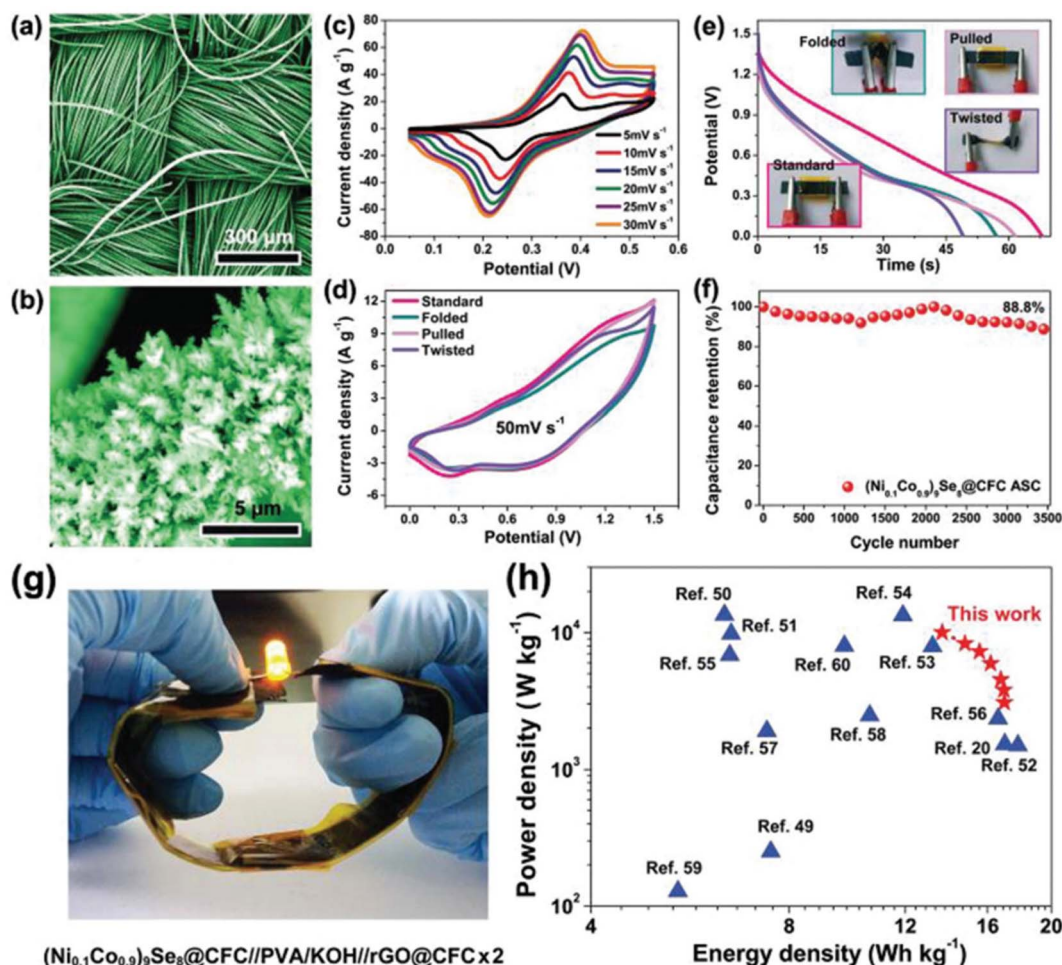 (a)
300 µm
(b)
5 µm
(c)
Current density (A g⁻¹)
80
60
40
20
0
-20
-40
-60
-80
5mV s⁻¹
10mV s⁻¹
15mV s⁻¹
20mV s⁻¹
25mV s⁻¹
30mV s⁻¹
0.0 0.1 0.2 0.3 0.4 0.5 0.6
Potential (V)
(d)
Current density (A g⁻¹)
12
9
6
3
0
-3
-6
Standard
Folded
Pulled
Twisted
50mV s⁻¹
0.0 0.3 0.6 0.9 1.2 1.5
Potential (V)
(e)
Potential (V)
1.5
1.2
0.9
0.6
0.3
0.0
Folded
Pulled
Twisted
Standard
0 15 30 45 60
Time (s)
(f)
Capacitance retention (%)
100
80
60
40
20
0
88.8%
(Ni₀.₁Co₀.₉)₉Se₈@CFC ASC
0 500 1000 1500 2000 2500 3000 3500
Cycle number
(g)
(Ni₀.₁Co₀.₉)₉Se₈@CFC//PVA/KOH//rGO@CFCx2
(h)
Power density (W kg⁻¹)
10⁴
10³
10²
Ref. 50
Ref. 51
Ref. 55
Ref. 54
This work
Ref. 60
Ref. 53
Ref. 57
Ref. 58
Ref. 56
Ref. 20
Ref. 52
Ref. 49
Ref. 59
4 8 12 16 20
Energy density (Wh kg⁻¹)